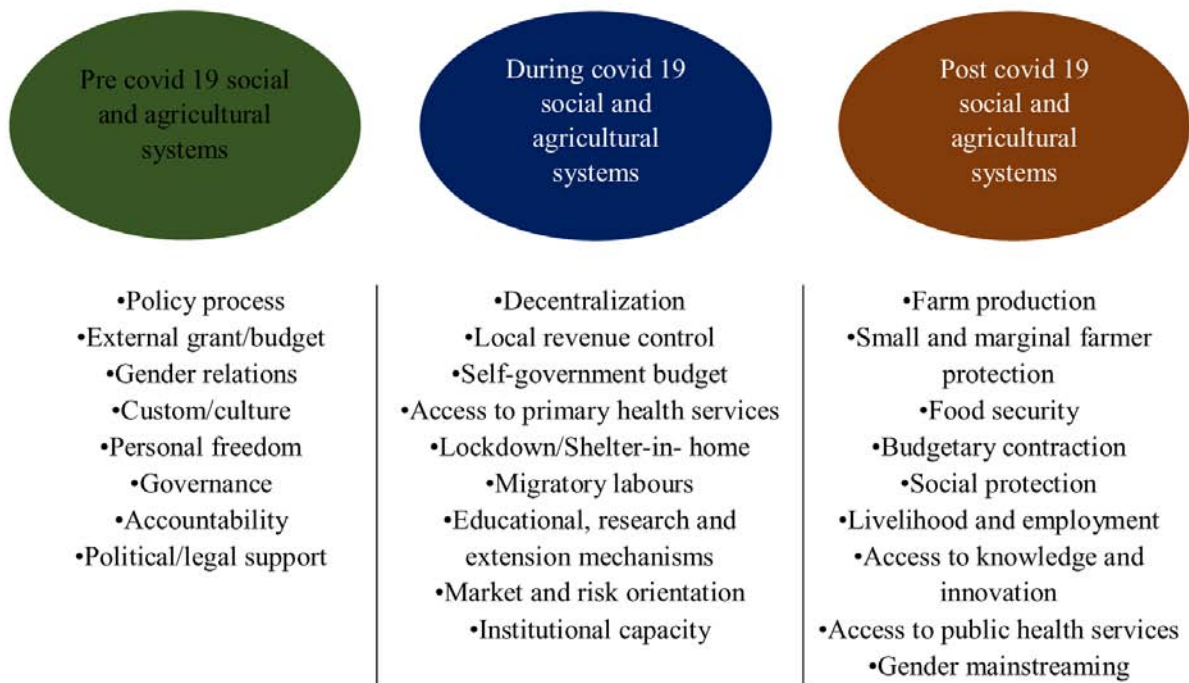 Pre covid 19 social
and agricultural
systems
•Policy process
•External grant/budget
•Gender relations
•Custom/culture
•Personal freedom
•Governance
•Accountability
•Political/legal support
During covid 19
social and
agricultural
systems
•Decentralization
•Local revenue control
•Self-government budget
•Access to primary health services
•Lockdown/Shelter-in- home
•Migratory labours
•Educational, research and
extension mechanisms
•Market and risk orientation
•Institutional capacity
Post covid 19
social and
agricultural
systems
•Farm production
•Small and marginal farmer
protection
•Food security
•Budgetary contraction
•Social protection
•Livelihood and employment
•Access to knowledge and
innovation
•Access to public health services
•Gender mainstreaming